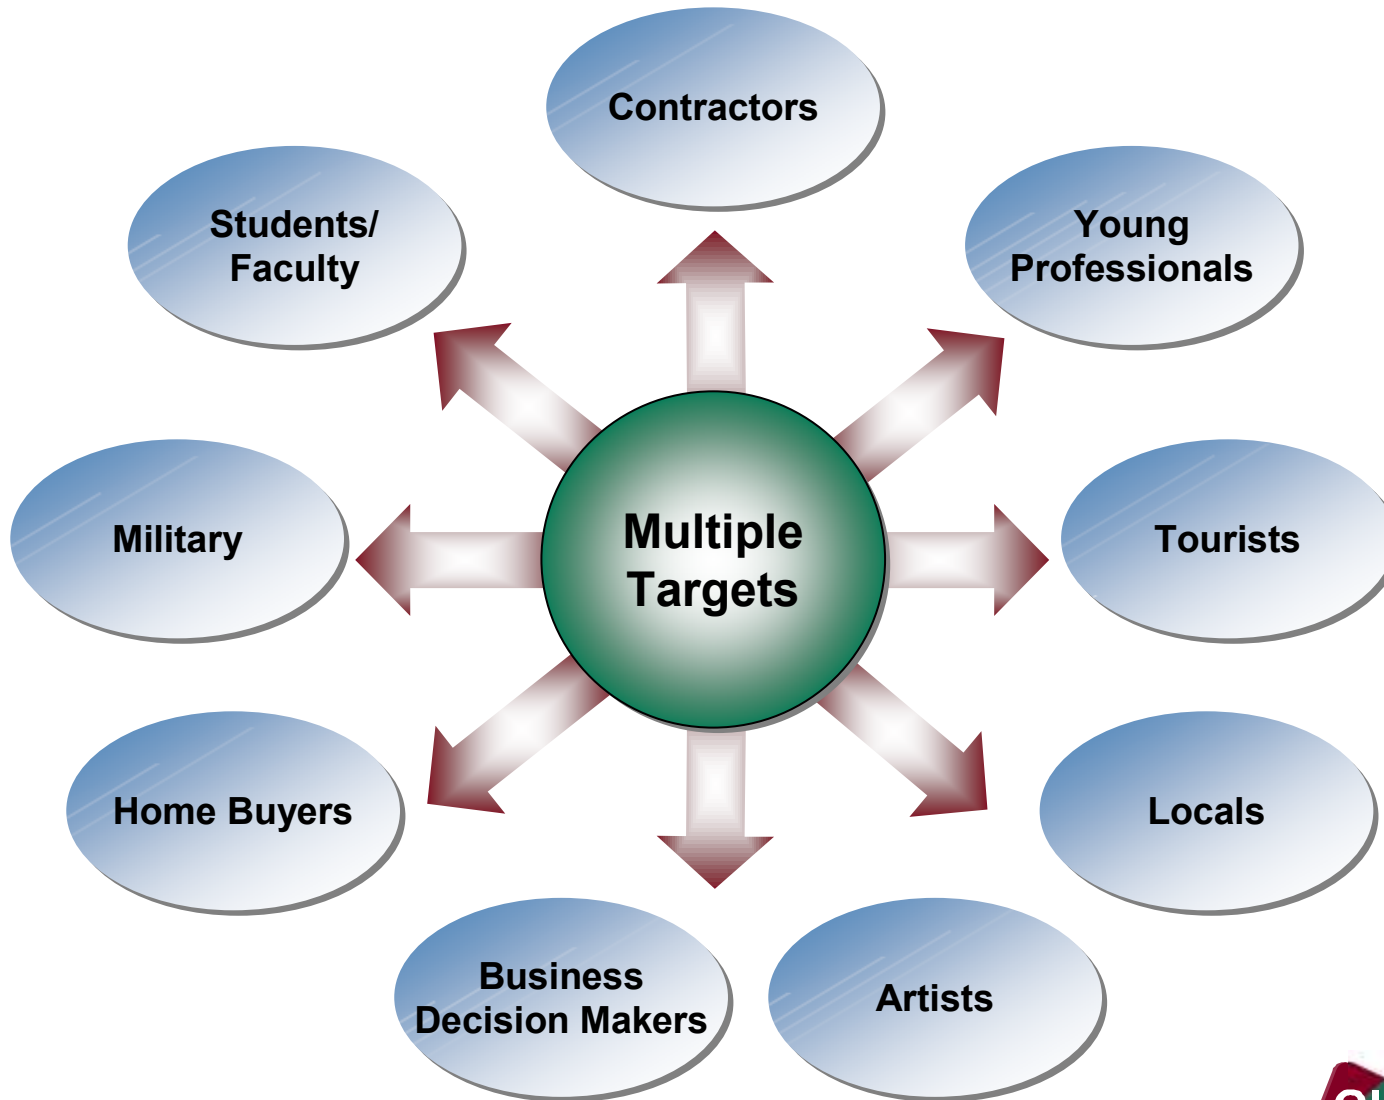 Contractors
Students/
Faculty
Young
Professionals
Military
Multiple
Targets
Tourists
Home Buyers
Locals
Business
Decision Makers
Artists